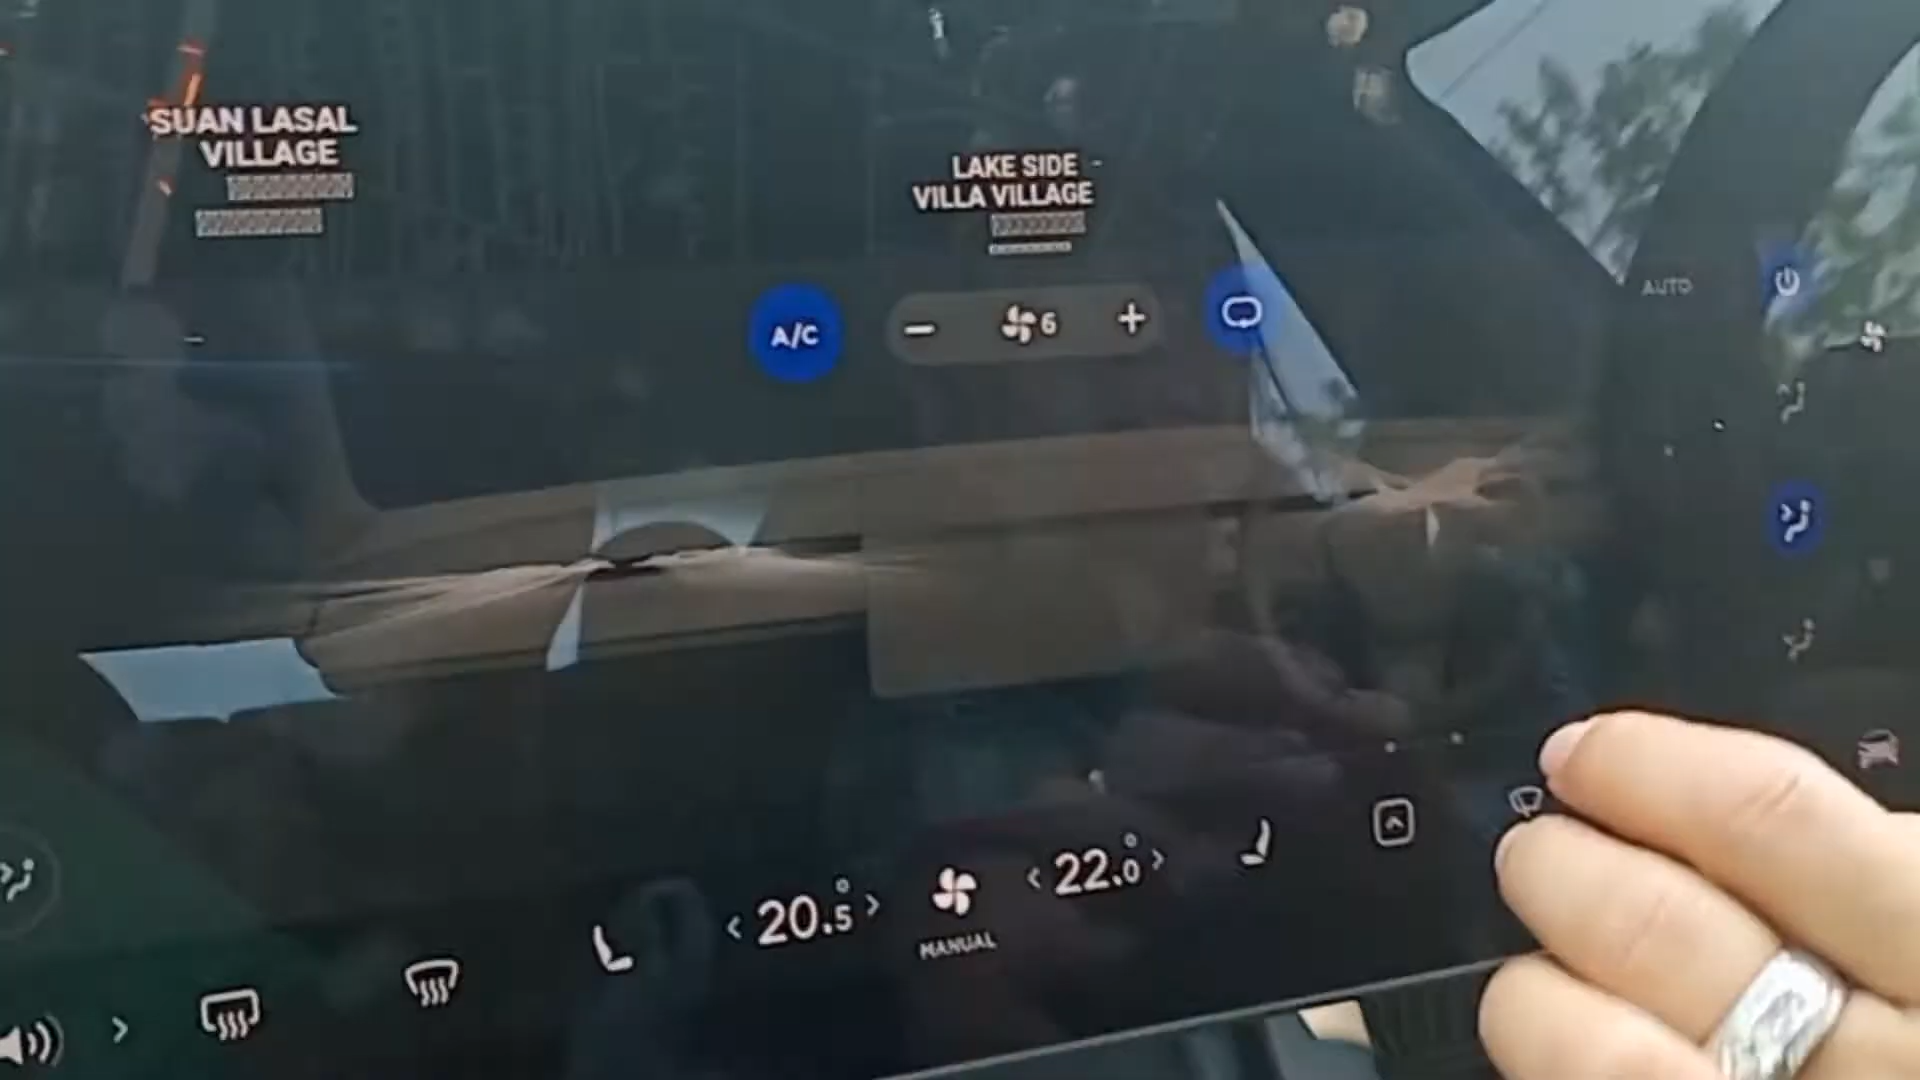 SUAN LASAL
VILLAGE
LAKE SIDE -
VILLA VILLAGE
A/C
6
AUTO
20.5°
22.0°
MANUAL